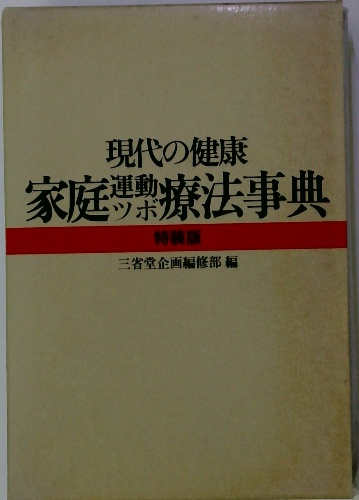 現代の健康
家庭運動ツボ療法事典
特装版
三省堂企画編修部 編